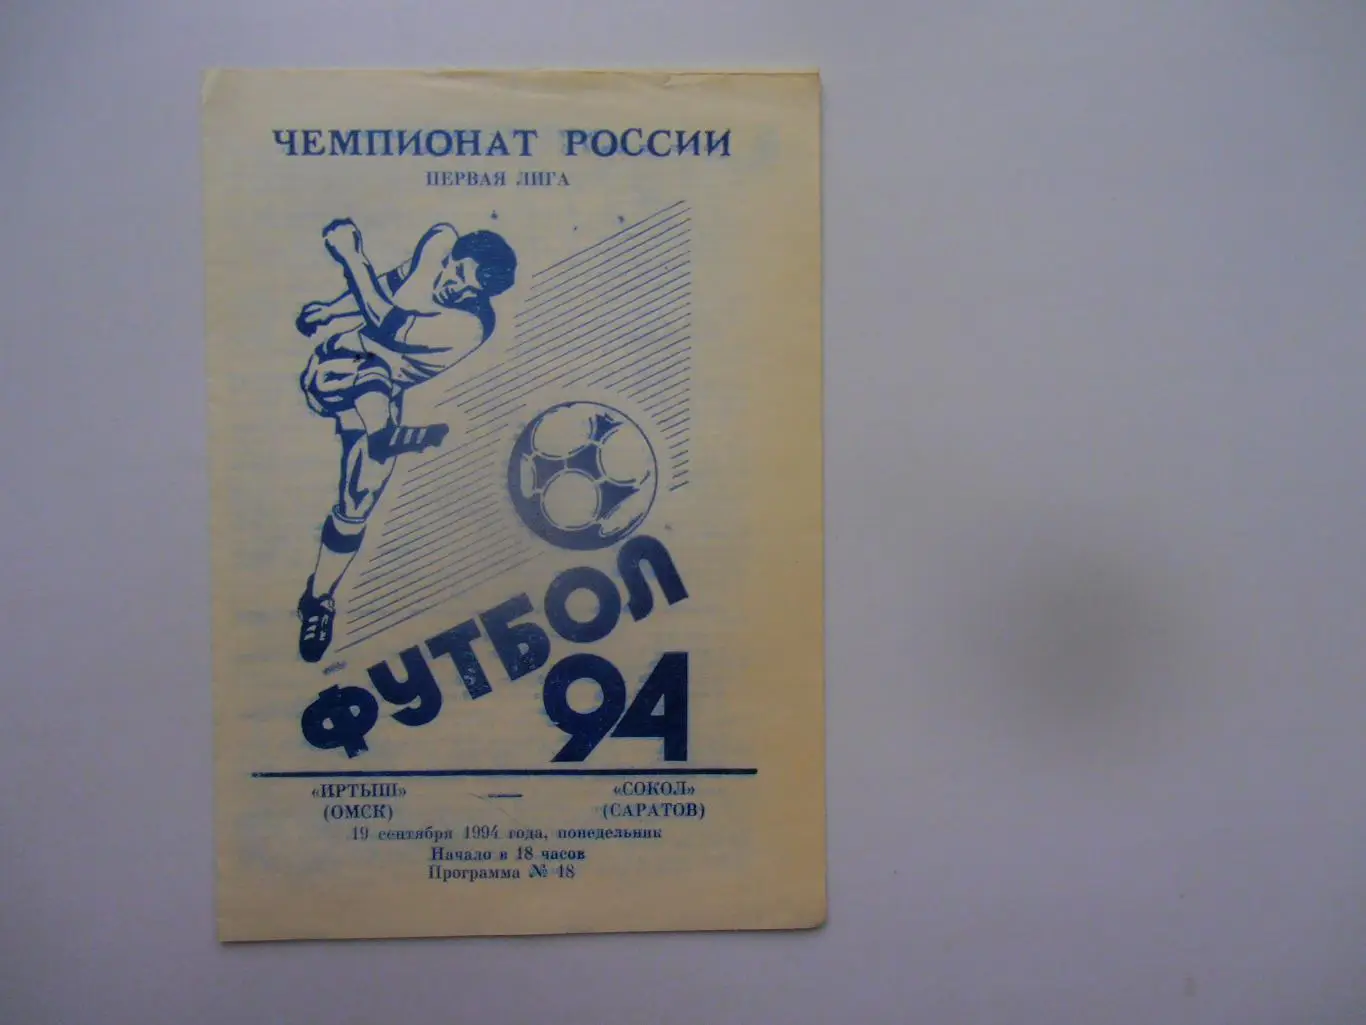 ЧЕМПИОНАТ РОССИИ
ПЕРВАЯ ЛИГА
ФУТБОЛ
94
«ИРТЫШ» — «СОКОЛ»
(ОМСК) (САРАТОВ)
19 сентября 1994 года, понедельник
Начало в 18 часов
Программа № 18